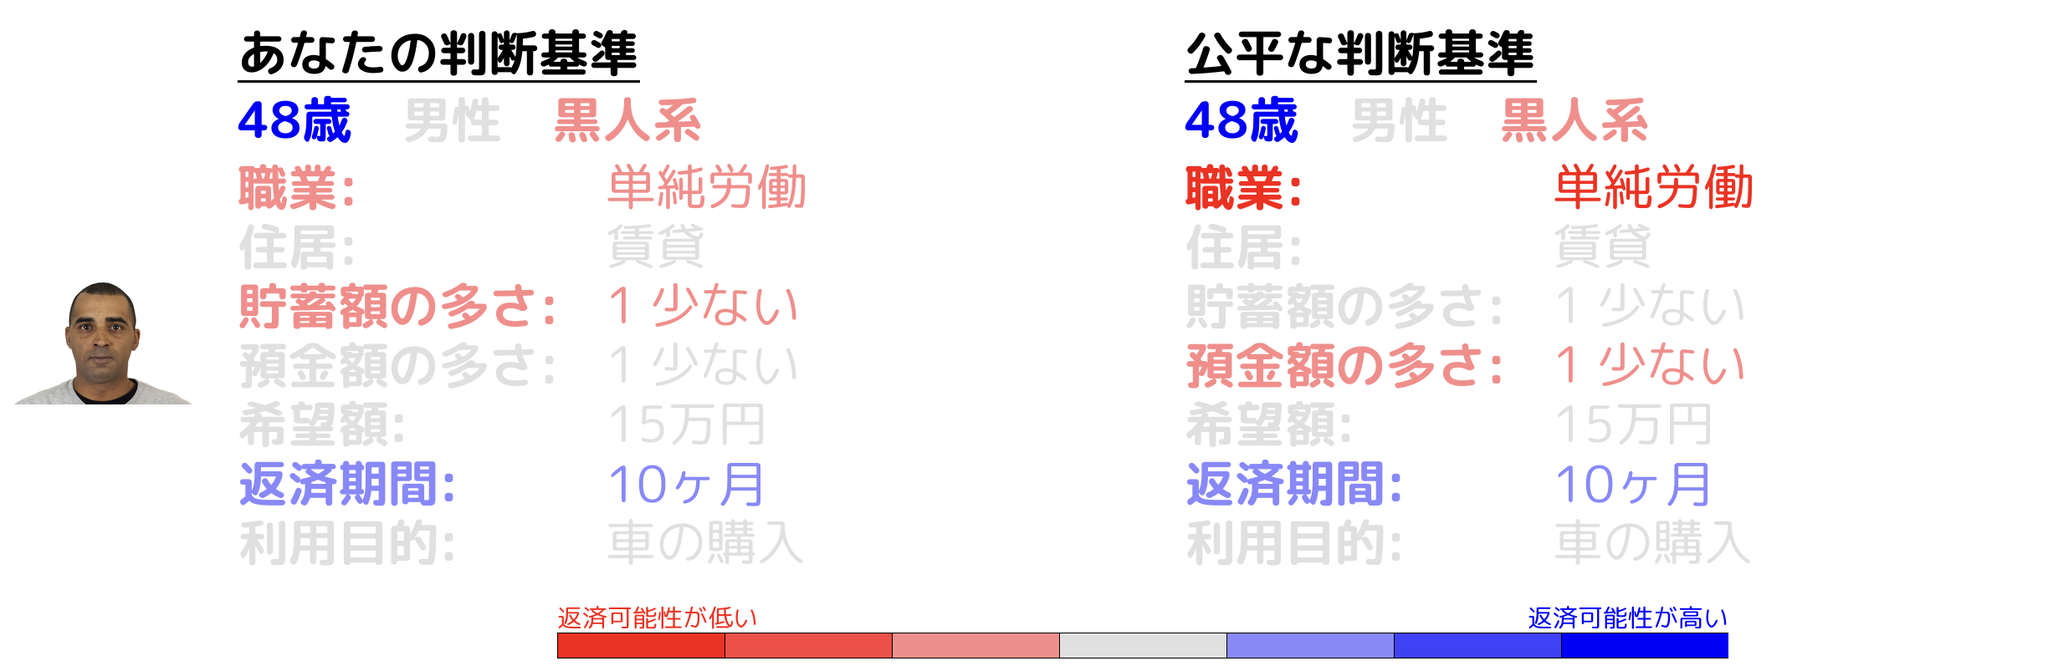 あなたの判断基準
48歳 男性 黒人系
職業: 単純労働
住居: 賃貸
貯蓄額の多さ: 1 少ない
預金額の多さ: 1 少ない
希望額: 15万円
返済期間: 10ヶ月
利用目的: 車の購入
公平な判断基準
48歳 男性 黒人系
職業: 単純労働
住居: 賃貸
貯蓄額の多さ: 1 少ない
預金額の多さ: 1 少ない
希望額: 15万円
返済期間: 10ヶ月
利用目的: 車の購入
返済可能性が低い
返済可能性が高い